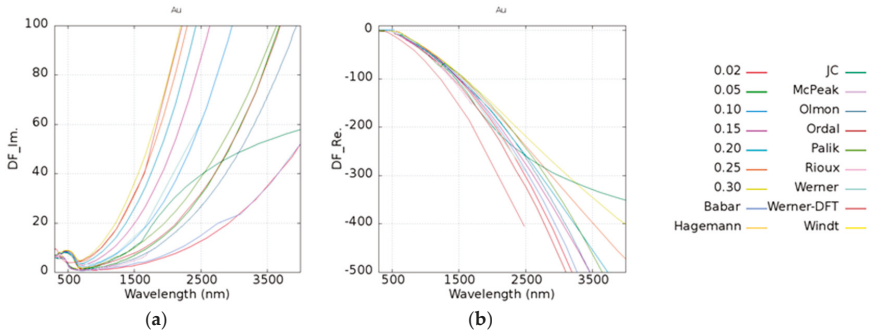 Au
100
80
60
40
20
0
DF_Im.
500 1500 2500 3500
Wavelength (nm)
(a)
Au
0
-100
-200
-300
-400
-500
DF_Re.
500 1500 2500 3500
Wavelength (nm)
(b)
0.02 JC
0.05 McPeak
0.10 Olmon
0.15 Ordal
0.20 Palik
0.25 Rioux
0.30 Werner
Babar Werner-DFT
Hagemann Windt